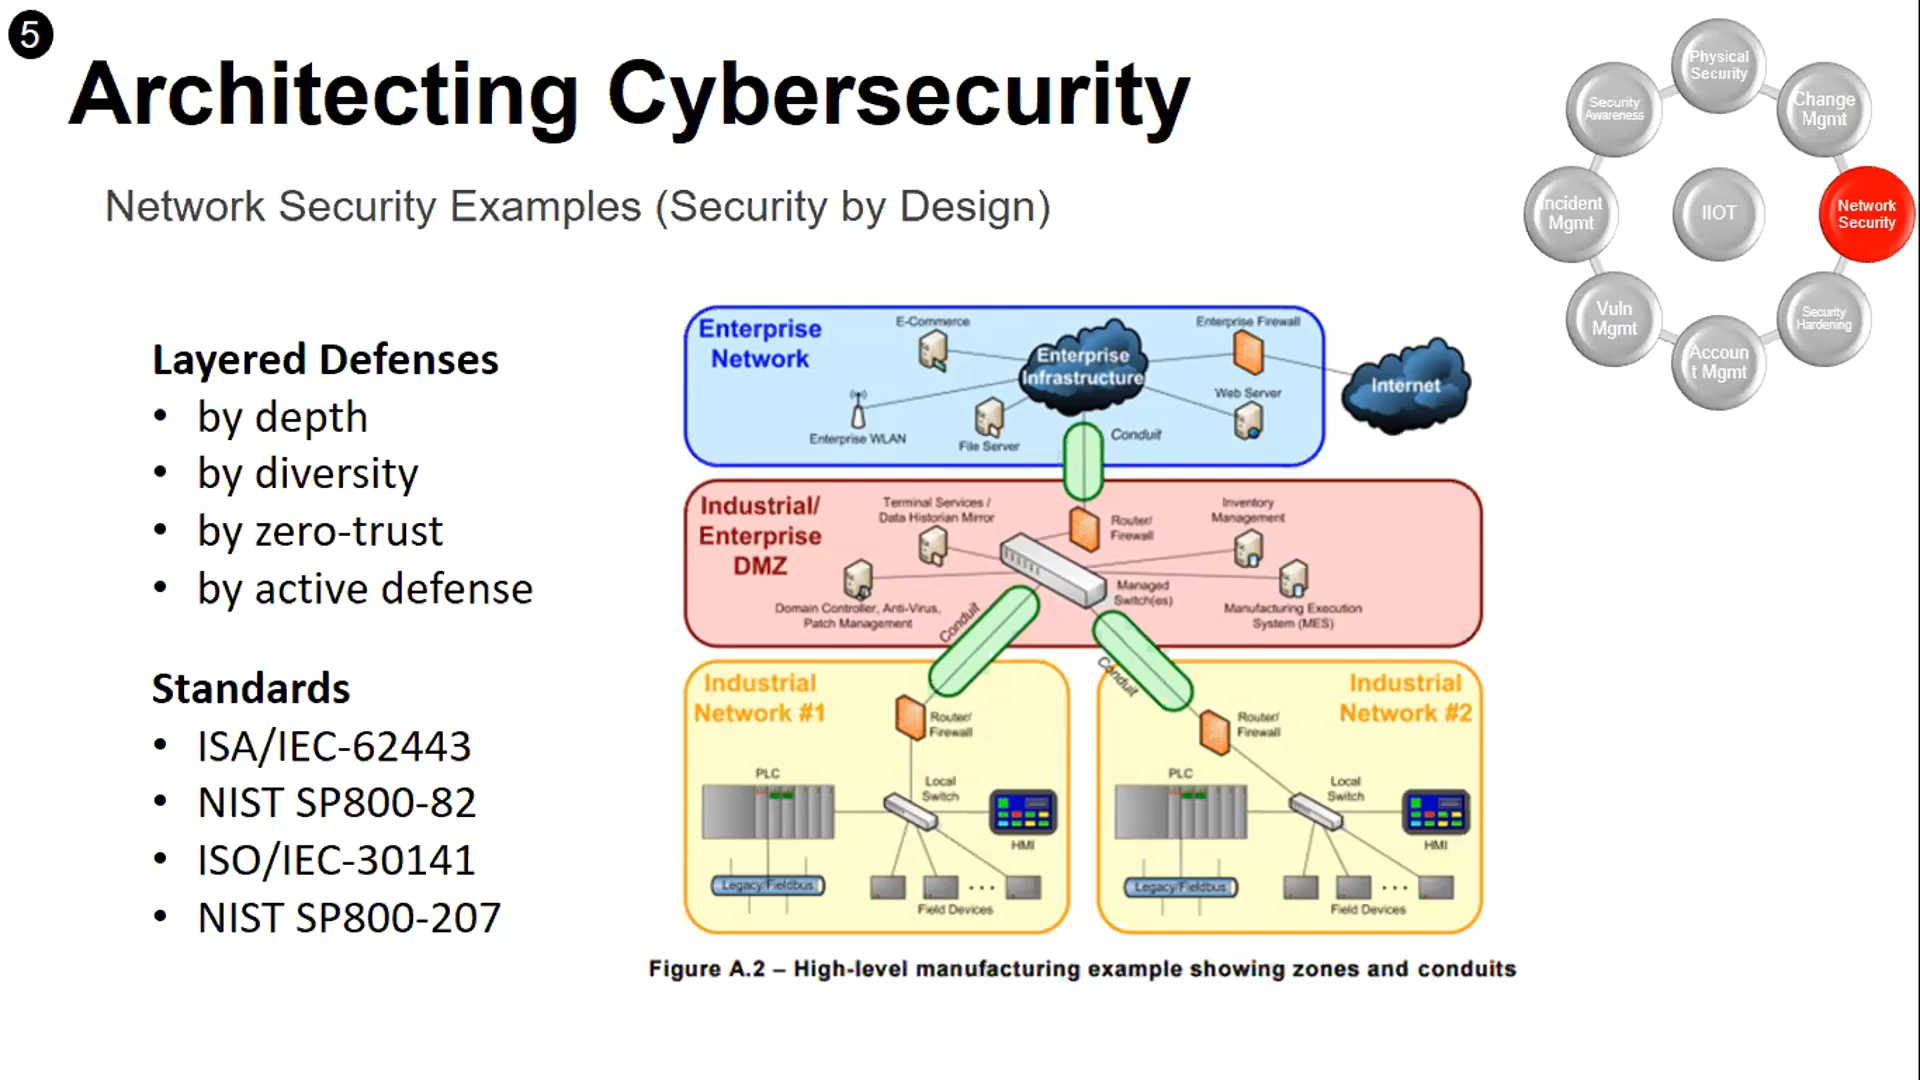 5
Architecting Cybersecurity
Network Security Examples (Security by Design)
Layered Defenses
• by depth
• by diversity
• by zero-trust
• by active defense
Standards
• ISA/IEC-62443
• NIST SP800-82
• ISO/IEC-30141
• NIST SP800-207
Enterprise
Network
E-Commerce
Enterprise
Infrastructure
Enterprise Firewall
Internet
Web Server
Enterprise WLAN
File Server
Conduit
Industrial/
Enterprise
DMZ
Terminal Services /
Data Historian Mirror
Router/
Firewall
Inventory
Management
Managed
Switch(es)
Domain Controller, Anti-Virus,
Patch Management
Manufacturing Execution
System (MES)
Conduit
Conduit
Industrial
Network #1
Router/
Firewall
PLC
Local
Switch
HMI
Legacy/Fieldbus
Field Devices
Industrial
Network #2
Router/
Firewall
PLC
Local
Switch
HMI
Legacy/Fieldbus
Field Devices
Figure A.2 – High-level manufacturing example showing zones and conduits
Physical
Security
Change
Mgmt
Network
Security
Security
Hardening
Accoun
t Mgmt
Vuln
Mgmt
Incident
Mgmt
Security
Awareness
IIOT